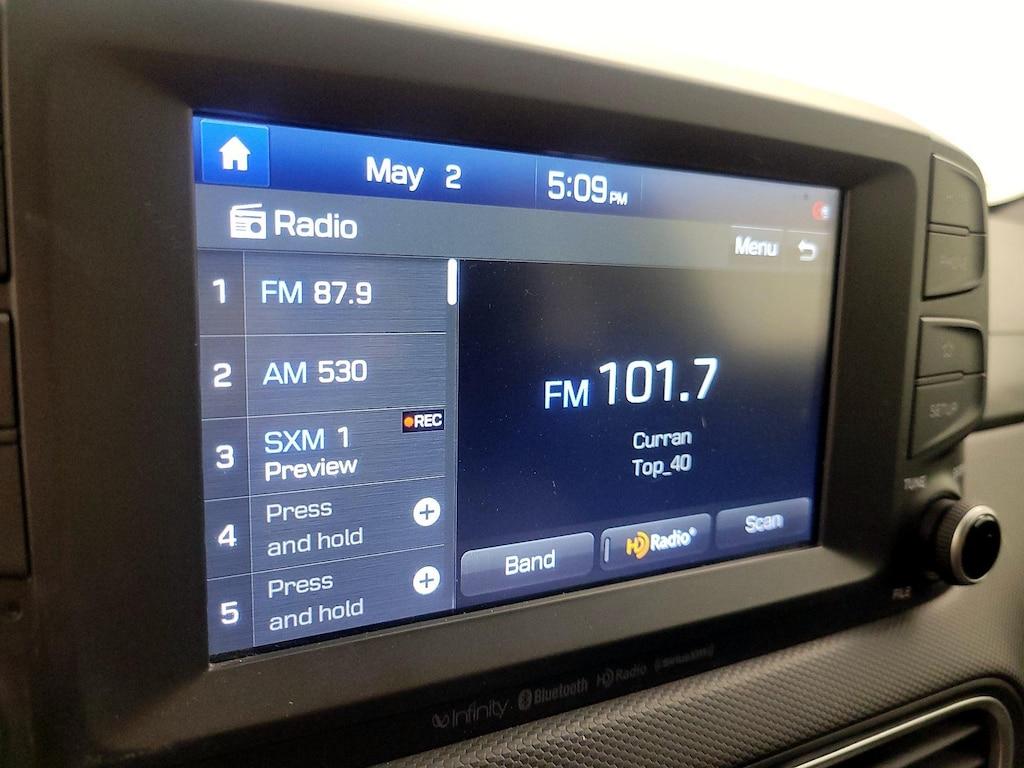 May 2
5:09 PM
Radio
Menu
1 FM 87.9
2 AM 530
REC
3 SXM 1
Preview
4 Press
and hold
5 Press
and hold
FM 101.7
Curran
Top_40
Band
HD Radio®
Scan
SETUP
TUNE
FILE
Infinity
Bluetooth
HD Radio
((SiriusXM))